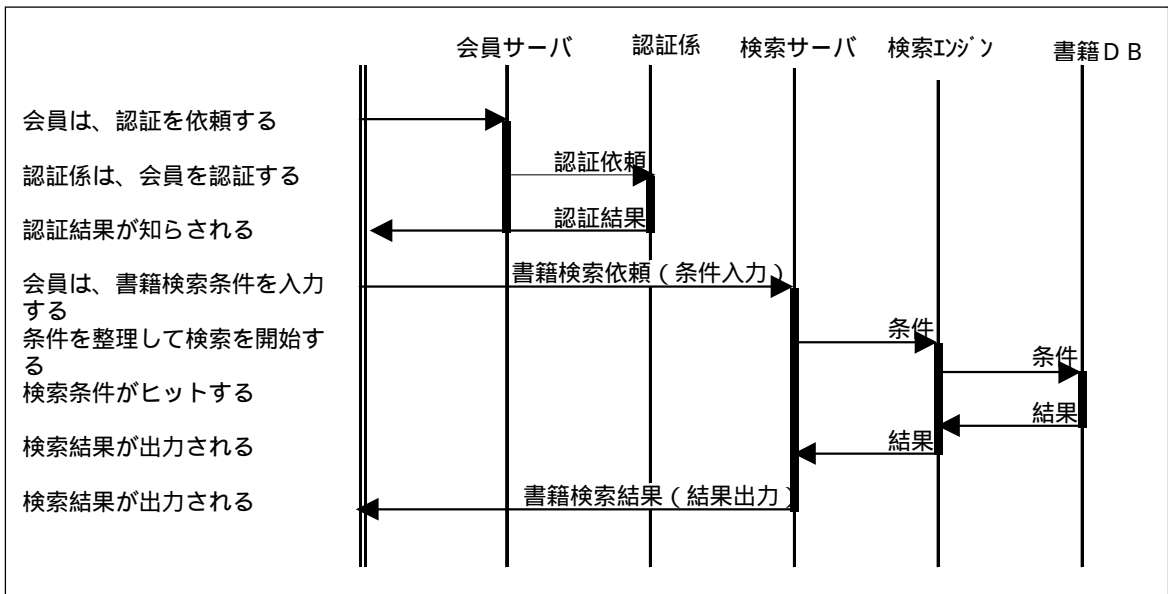 会員サーバ
認証係
検索サーバ
検索ｴﾝｼﾞﾝ
書籍ＤＢ
会員は、認証を依頼する
認証係は、会員を認証する
認証依頼
認証結果が知らされる
認証結果
会員は、書籍検索条件を入力
する
書籍検索依頼（条件入力）
条件を整理して検索を開始す
る
条件
条件
検索条件がヒットする
結果
検索結果が出力される
結果
検索結果が出力される
書籍検索結果（結果出力）